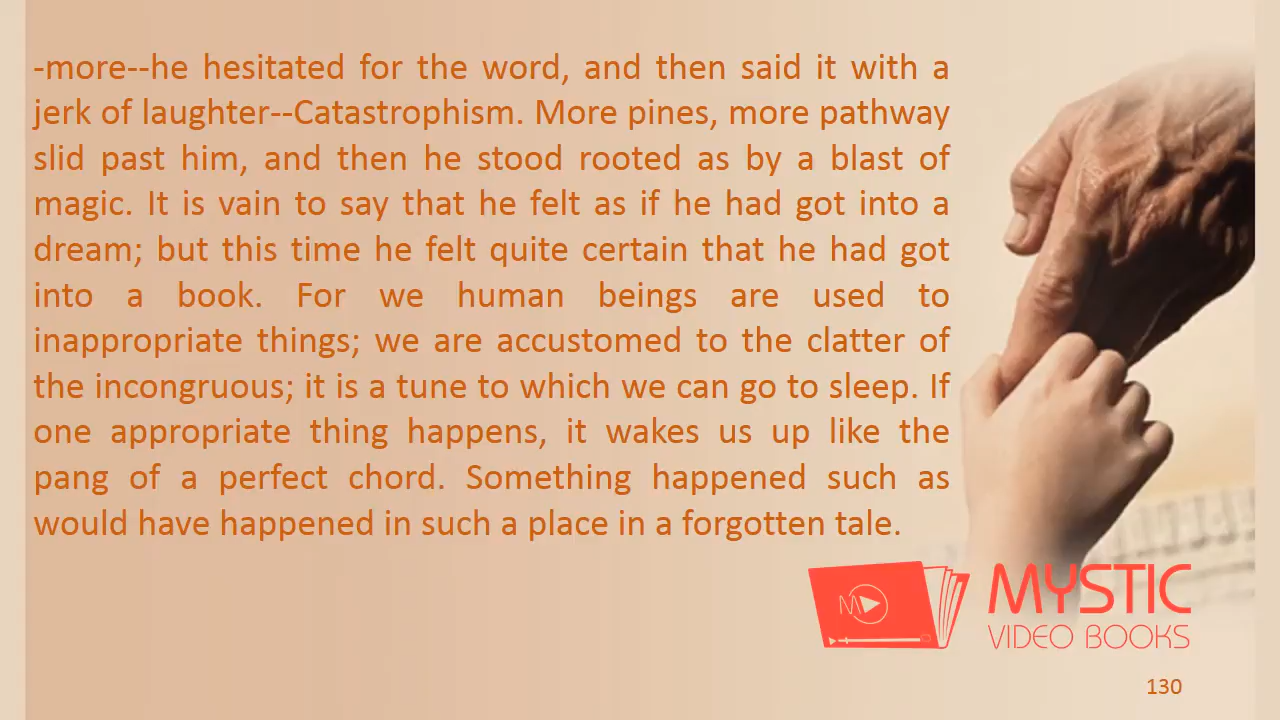 -more--he hesitated for the word, and then said it with a
jerk of laughter--Catastrophism. More pines, more pathway
slid past him, and then he stood rooted as by a blast of
magic. It is vain to say that he felt as if he had got into a
dream; but this time he felt quite certain that he had got
into a book. For we human beings are used to
inappropriate things; we are accustomed to the clatter of
the incongruous; it is a tune to which we can go to sleep. If
one appropriate thing happens, it wakes us up like the
pang of a perfect chord. Something happened such as
would have happened in such a place in a forgotten tale.
M
MYSTIC
VIDEO BOOKS
130